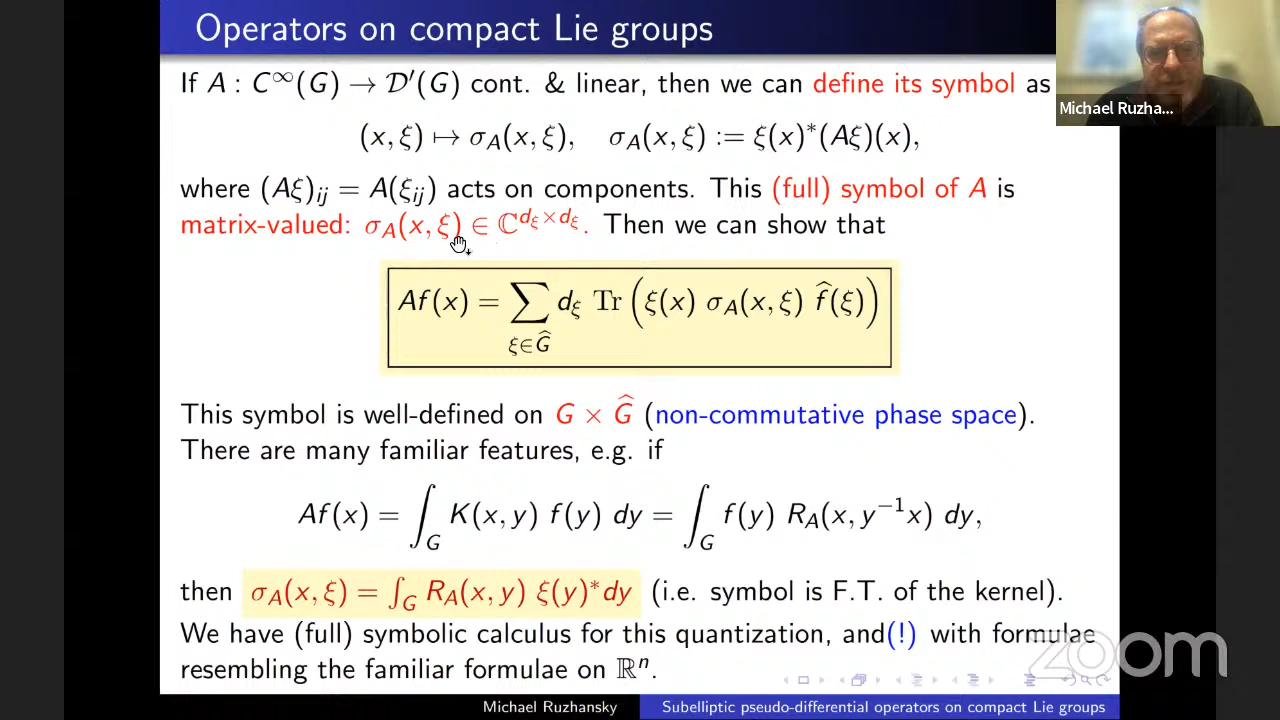 Operators on compact Lie groups
If A : C^∞(G) → D′(G) cont. & linear, then we can define its symbol as
(x, ξ) ↦ σ_A(x, ξ), σ_A(x, ξ) := ξ(x)*(Aξ)(x),
where (Aξ)_ij = A(ξ_ij) acts on components. This (full) symbol of A is
matrix-valued: σ_A(x, ξ) ∈ ℂ^{d_ξ×d_ξ}. Then we can show that
Af(x) = ∑_{ξ∈Ĝ} d_ξ Tr(ξ(x) σ_A(x, ξ) f̂(ξ))
This symbol is well-defined on G × Ĝ (non-commutative phase space).
There are many familiar features, e.g. if
Af(x) = ∫_G K(x, y) f(y) dy = ∫_G f(y) R_A(x, y⁻¹x) dy,
then σ_A(x, ξ) = ∫_G R_A(x, y) ξ(y)*dy (i.e. symbol is F.T. of the kernel).
We have (full) symbolic calculus for this quantization, and(!) with formulae
resembling the familiar formulae on ℝⁿ.
Michael Ruzhansky Subelliptic pseudo-differential operators on compact Lie groups
Michael Ruzha...
zoom